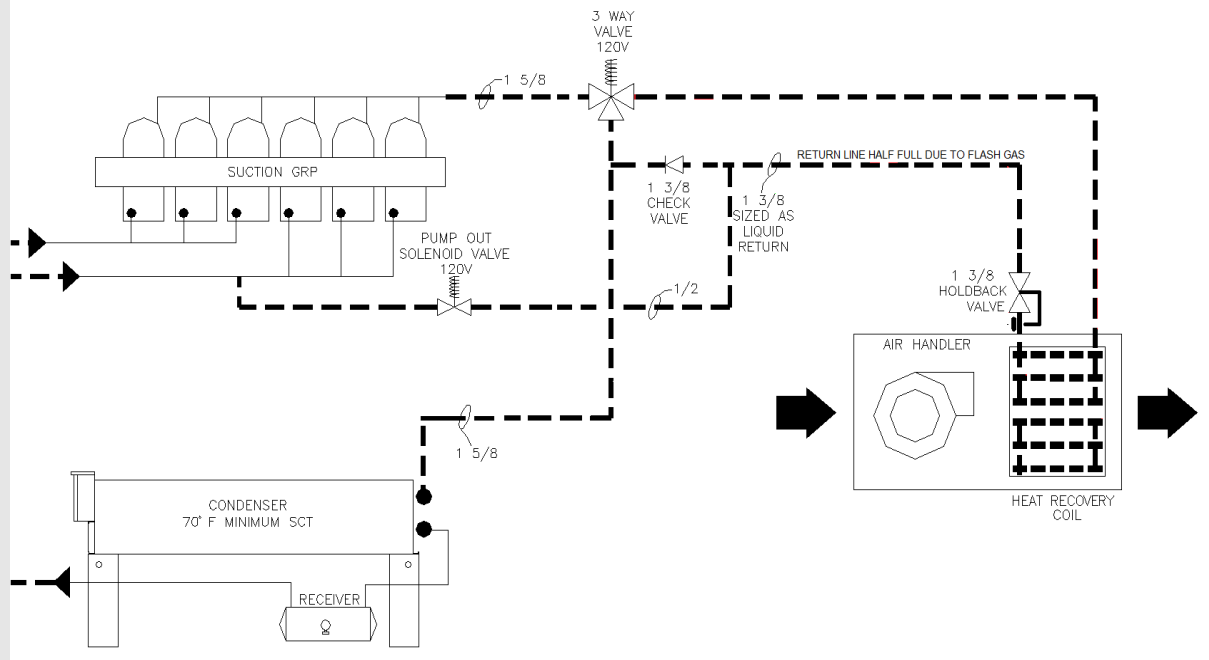 3 WAY
VALVE
120V
1 5/8
RETURN LINE HALF FULL DUE TO FLASH GAS
SUCTION GRP
1 3/8
CHECK
VALVE
1 3/8
SIZED AS
LIQUID
RETURN
PUMP OUT
SOLENOID VALVE
120V
1/2
1 3/8
HOLDBACK
VALVE
AIR HANDLER
1 5/8
CONDENSER
70° F MINIMUM SCT
HEAT RECOVERY
COIL
RECEIVER